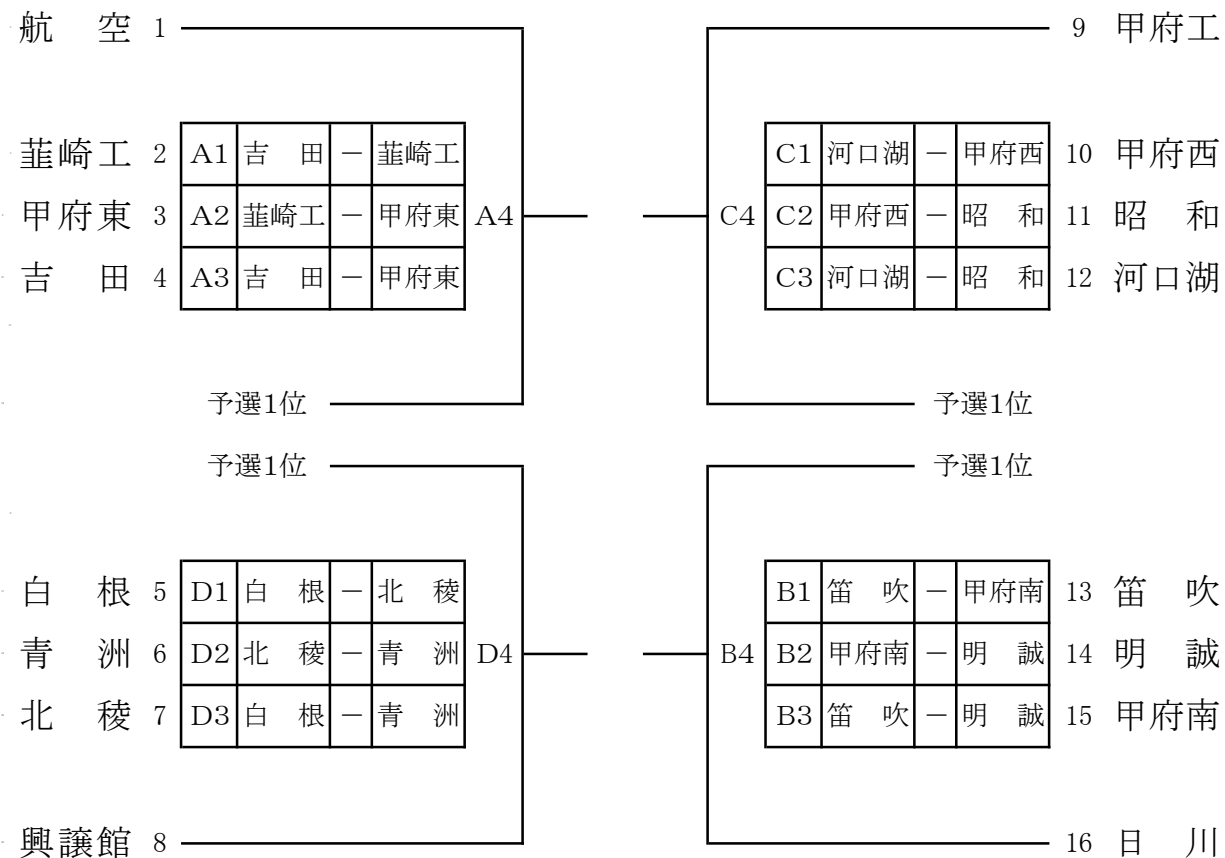 航　空 1　9 甲府工
韮崎工 2 A1 吉　田 － 韮崎工　C1 河口湖 － 甲府西 10 甲府西
甲府東 3 A2 韮崎工 － 甲府東 A4　C4 C2 甲府西 － 昭　和 11 昭　和
吉　田 4 A3 吉　田 － 甲府東　C3 河口湖 － 昭　和 12 河口湖
予選1位　予選1位
予選1位　予選1位
白　根 5 D1 白　根 － 北　稜　B1 笛　吹 － 甲府南 13 笛　吹
青　洲 6 D2 北　稜 － 青　洲 D4　B4 B2 甲府南 － 明　誠 14 明　誠
北　稜 7 D3 白　根 － 青　洲　B3 笛　吹 － 明　誠 15 甲府南
興譲館 8　16 日　川